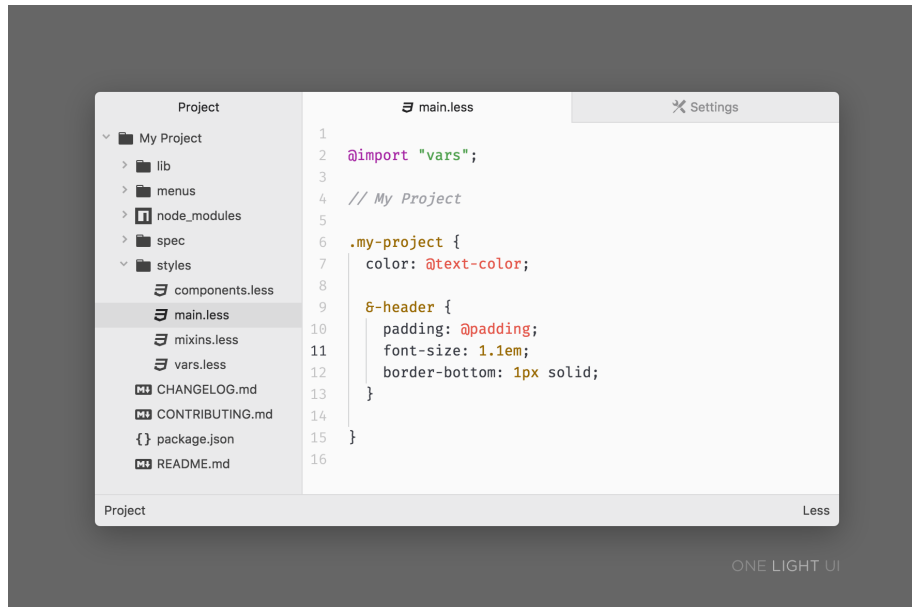 Project
main.less
Settings
My Project
lib
menus
node_modules
spec
styles
components.less
main.less
mixins.less
vars.less
CHANGELOG.md
CONTRIBUTING.md
package.json
README.md
1
2 @import "vars";
3
4 // My Project
5
6 .my-project {
7 color: @text-color;
8
9 &-header {
10 padding: @padding;
11 font-size: 1.1em;
12 border-bottom: 1px solid;
13 }
14
15 }
16
Project
Less
ONE LIGHT UI